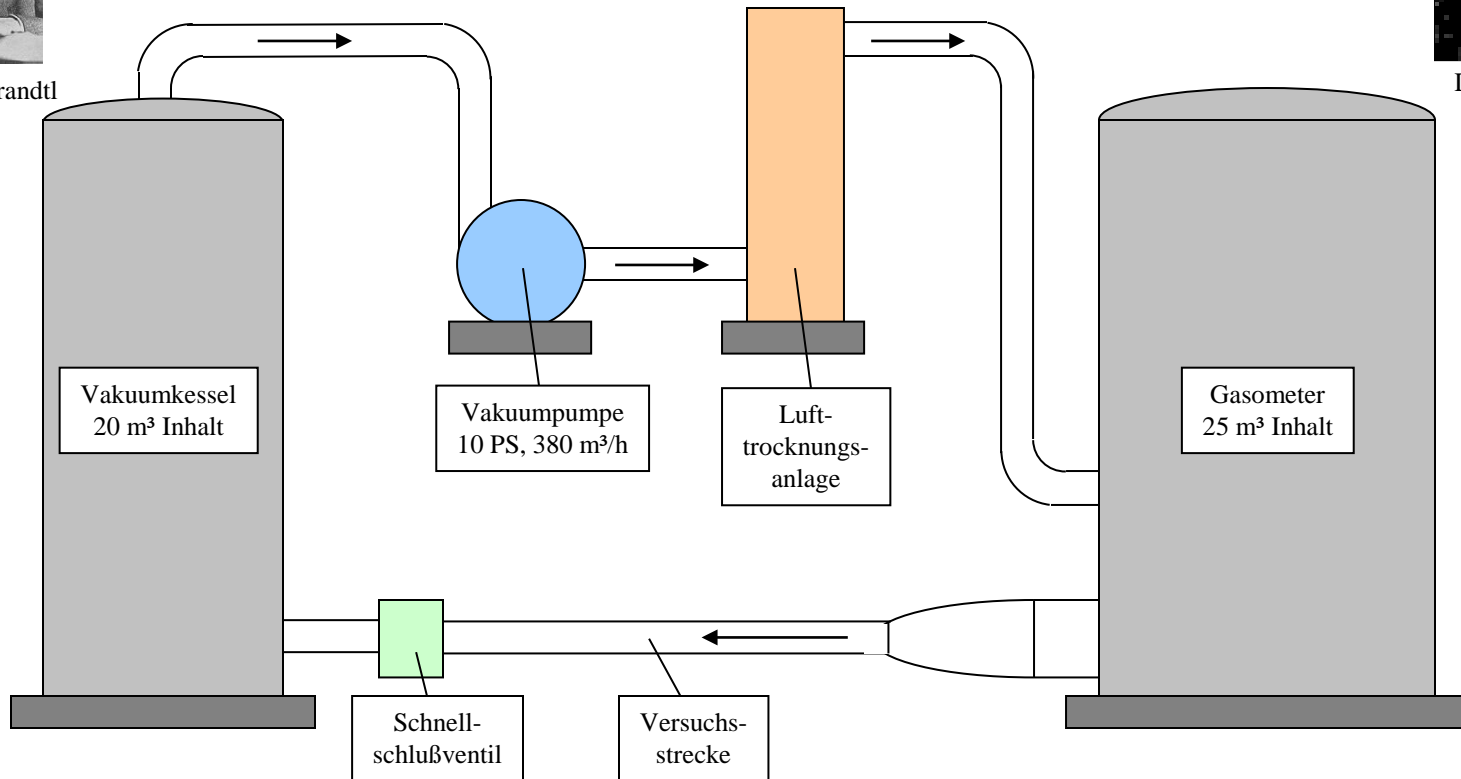 randtl
Vakuumkessel
20 m³ Inhalt
Vakuumpumpe
10 PS, 380 m³/h
Luft-
trocknungs-
anlage
Gasometer
25 m³ Inhalt
Schnell-
schlußventil
Versuchs-
strecke